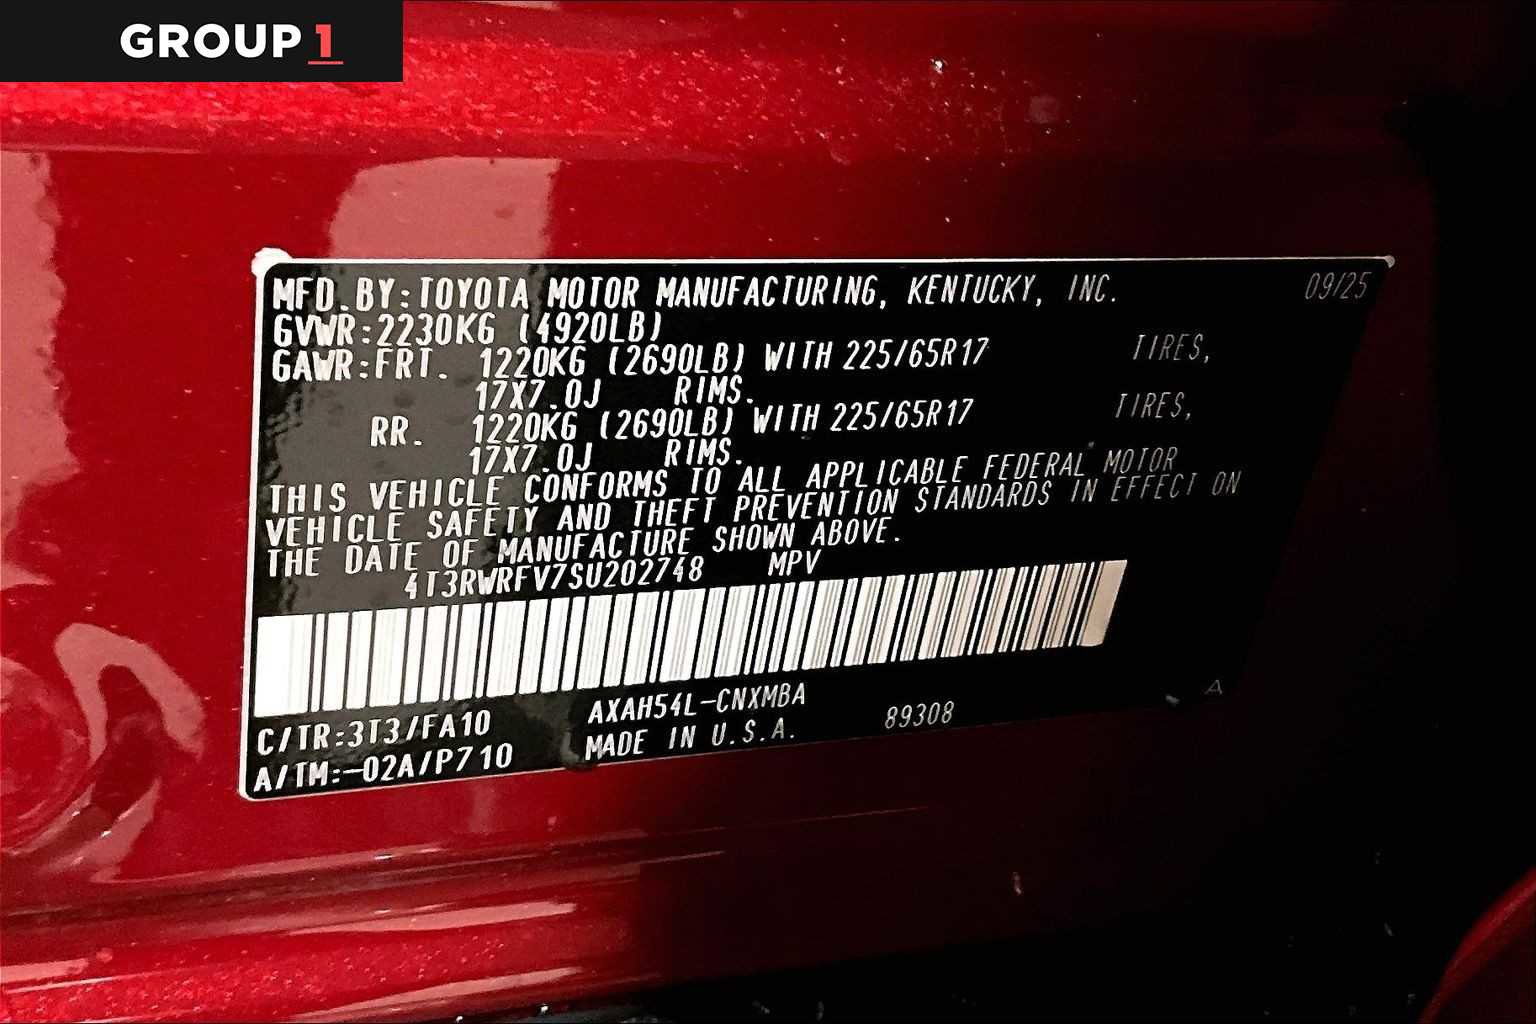 GROUP 1
MFD.BY:TOYOTA MOTOR MANUFACTURING, KENTUCKY, INC. 09/25
GVWR:2230KG (4920LB)
GAWR:FRT. 1220KG (2690LB) WITH 225/65R17 TIRES,
17X7.0J RIMS.
RR. 1220KG (2690LB) WITH 225/65R17 TIRES,
17X7.0J RIMS.
THIS VEHICLE CONFORMS TO ALL APPLICABLE FEDERAL MOTOR
VEHICLE SAFETY AND THEFT PREVENTION STANDARDS IN EFFECT ON
THE DATE OF MANUFACTURE SHOWN ABOVE.
4T3RWRFV7SU202748 MPV
C/TR:3T3/FA10 AXAH54L-CNXMBA
A/TM:-02A/P710 MADE IN U.S.A. 89308 A